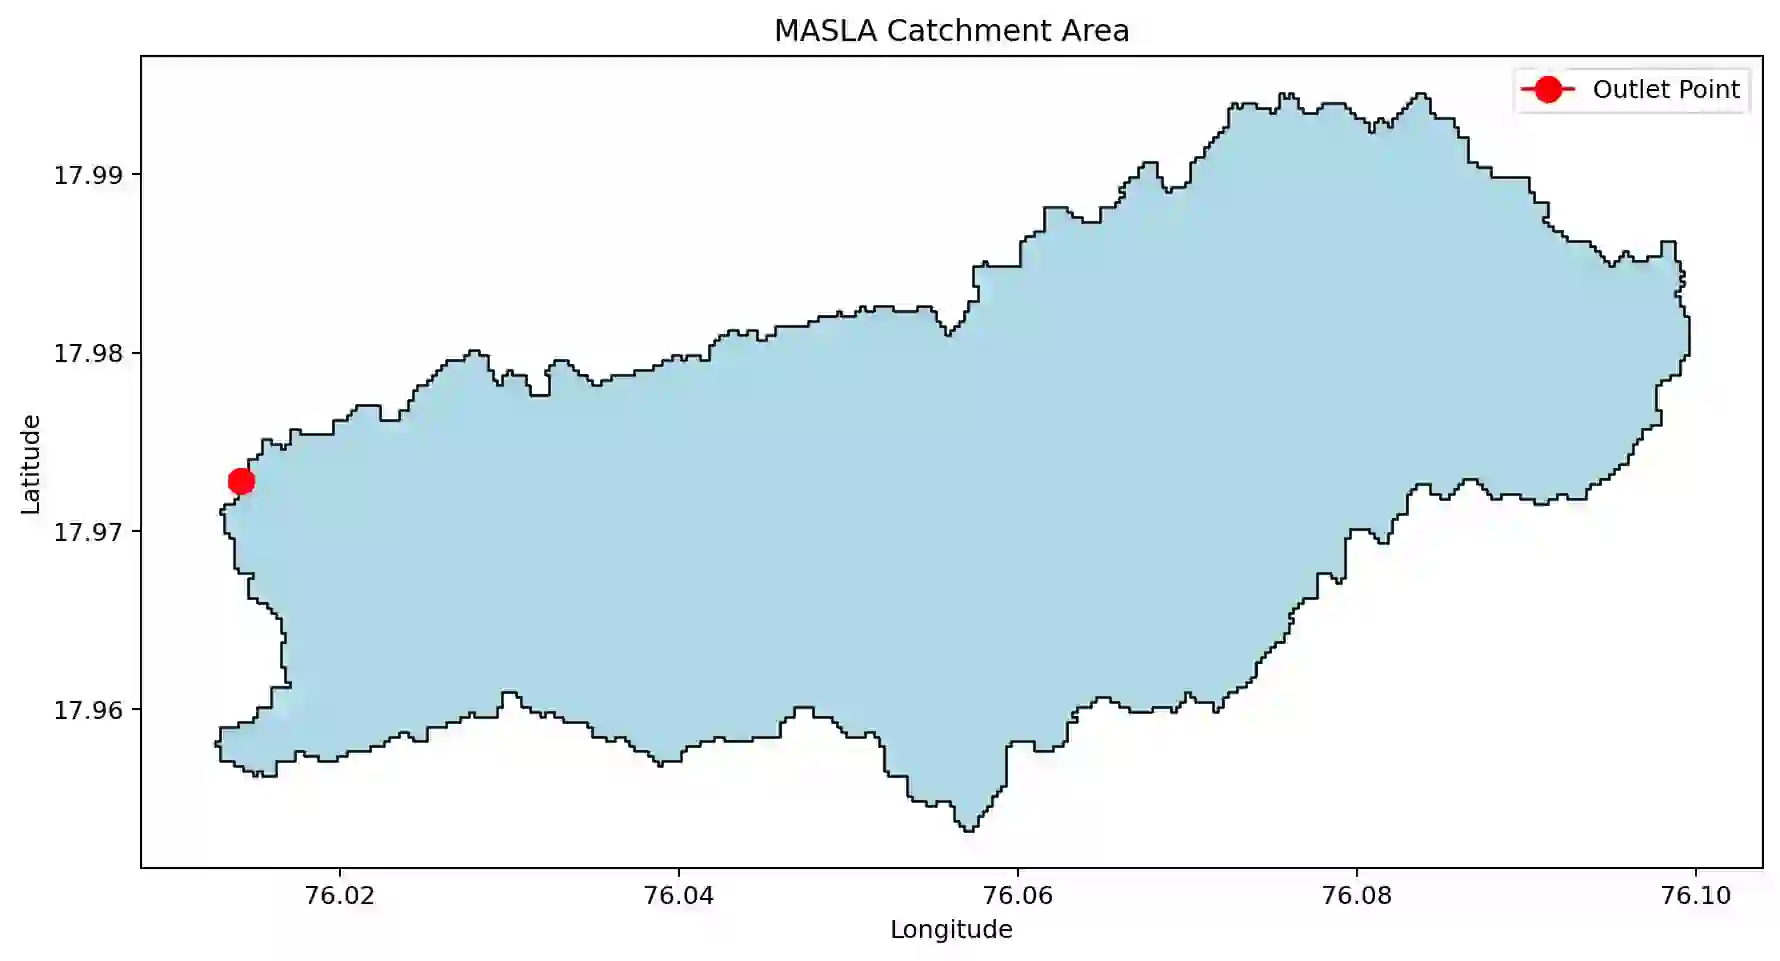 MASLA Catchment Area
Outlet Point
17.99
17.98
17.97
17.96
Latitude
76.02 76.04 76.06 76.08 76.10
Longitude